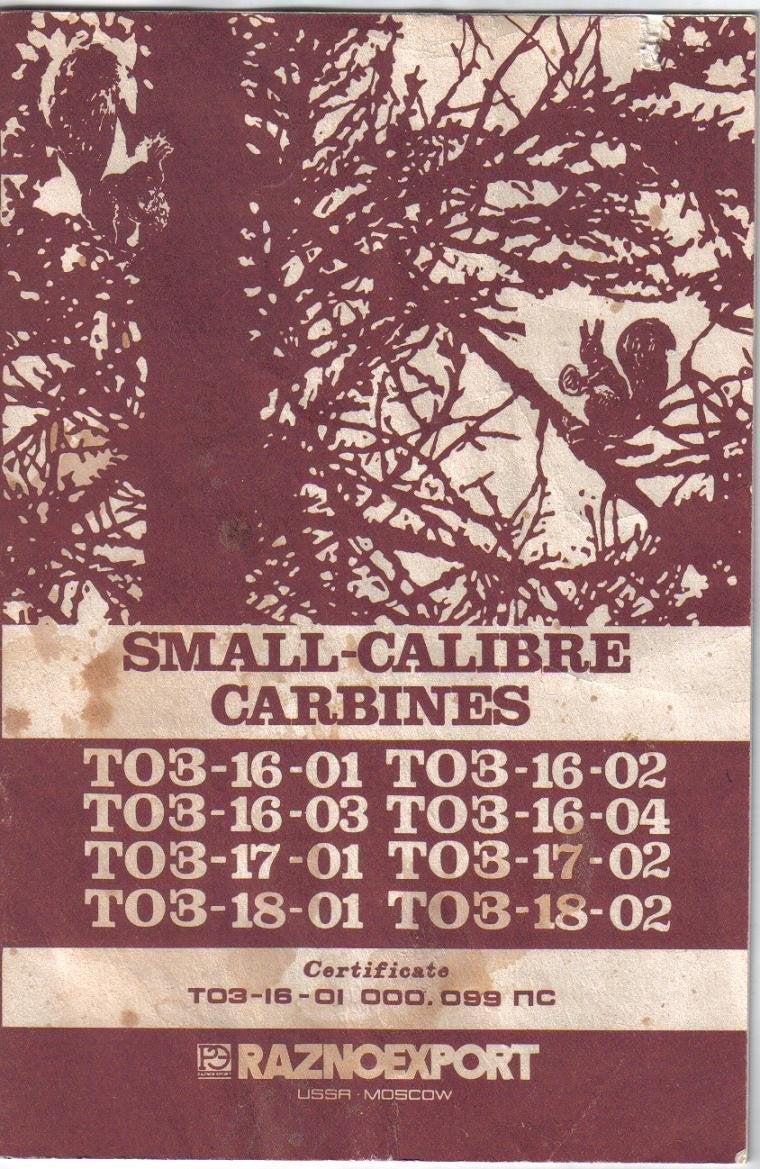 SMALL-CALIBRE
CARBINES
ТОЗ-16-01 ТОЗ-16-02
ТОЗ-16-03 ТОЗ-16-04
ТОЗ-17-01 ТОЗ-17-02
ТОЗ-18-01 ТОЗ-18-02
Certificate
ТОЗ-16-01 000.099 ПС
RAZNOEXPORT
USSR · MOSCOW